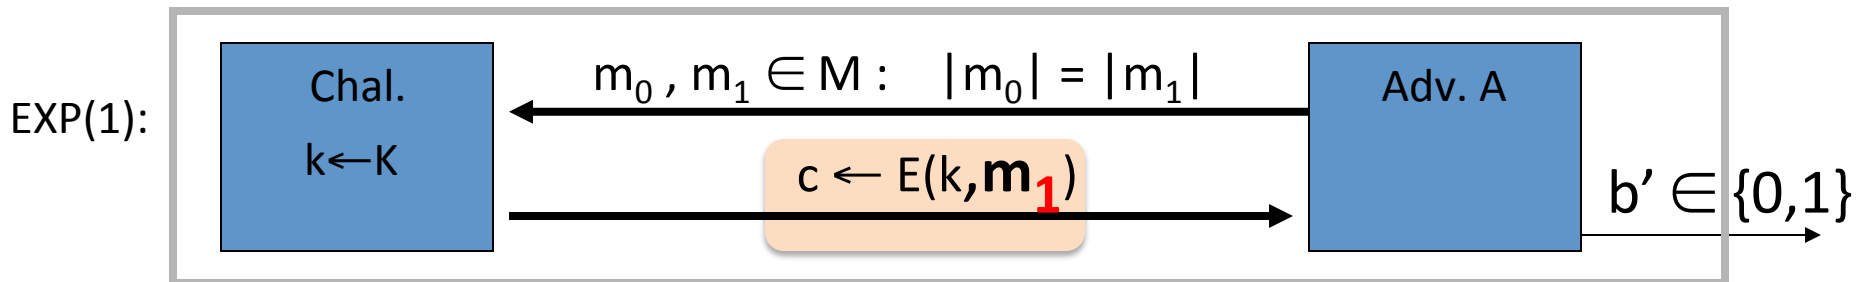 EXP(1):
Chal.
k←K
m₀ , m₁ ∈ M : |m₀| = |m₁|
c ← E(k,m₁)
Adv. A
b’ ∈ {0,1}